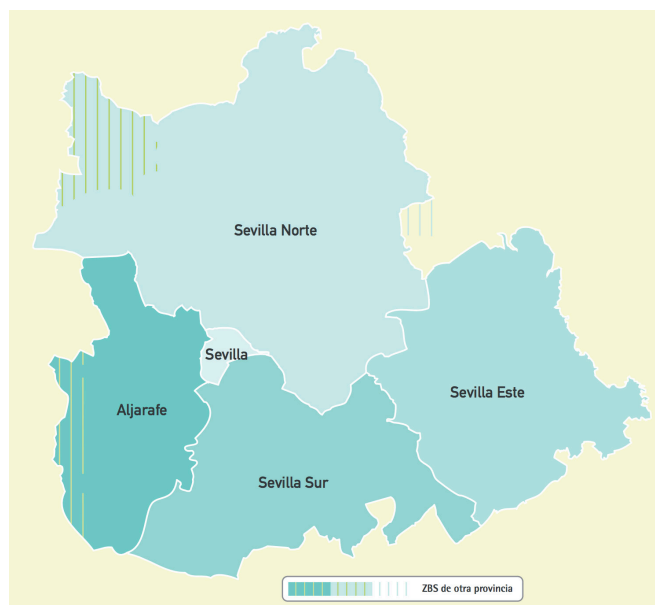 Sevilla Norte
Sevilla
Sevilla Este
Aljarafe
Sevilla Sur
ZBS de otra provincia